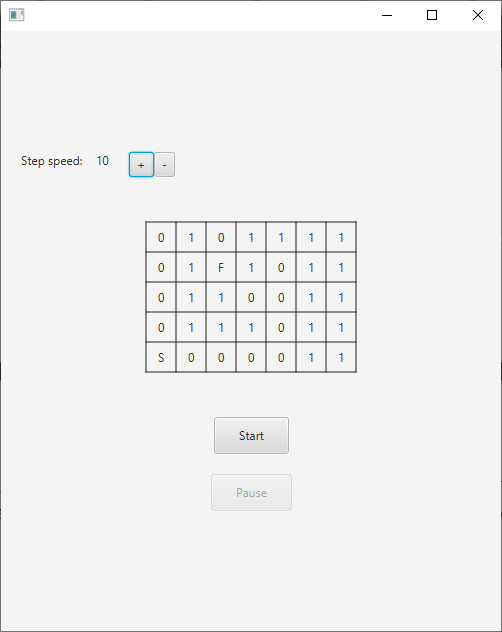 Step speed: 10 + -
0 1 0 1 1 1 1
0 1 F 1 0 1 1
0 1 1 0 0 1 1
0 1 1 1 0 1 1
S 0 0 0 0 1 1
Start
Pause